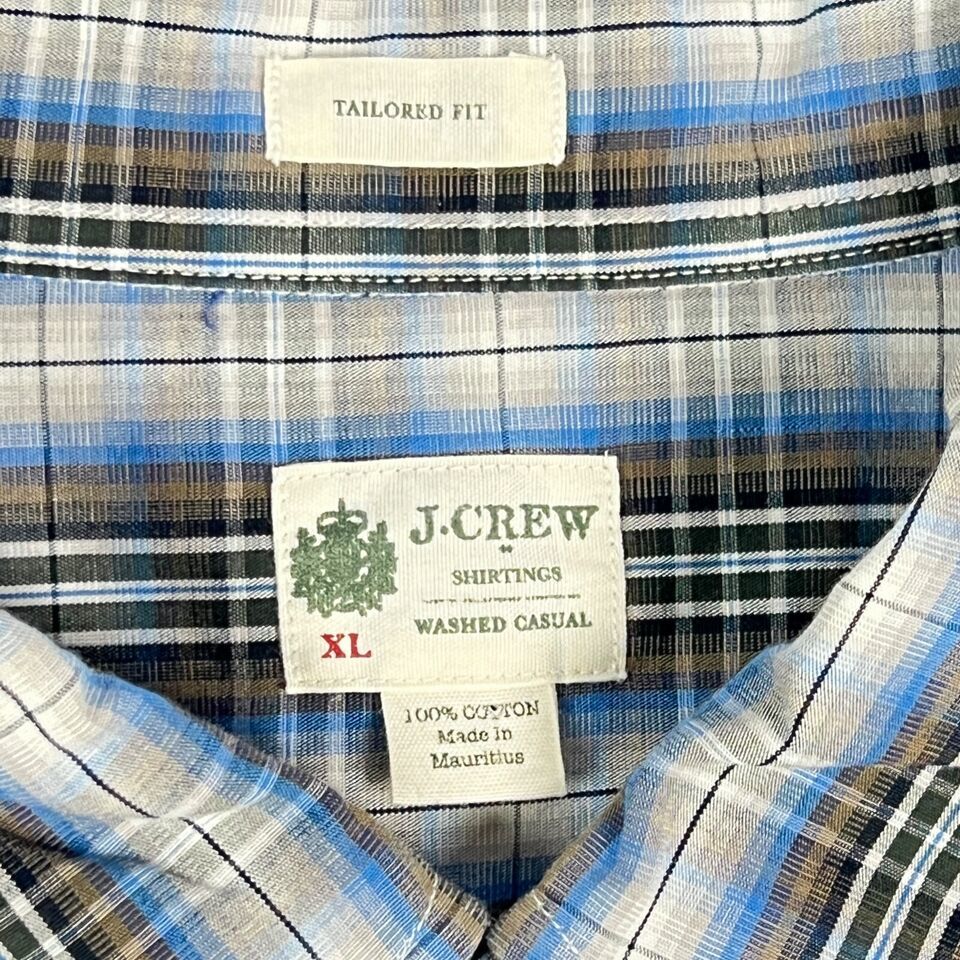 TAILORED FIT
J.CREW
SHIRTINGS
WASHED CASUAL
XL
100% COTTON
Made In
Mauritius